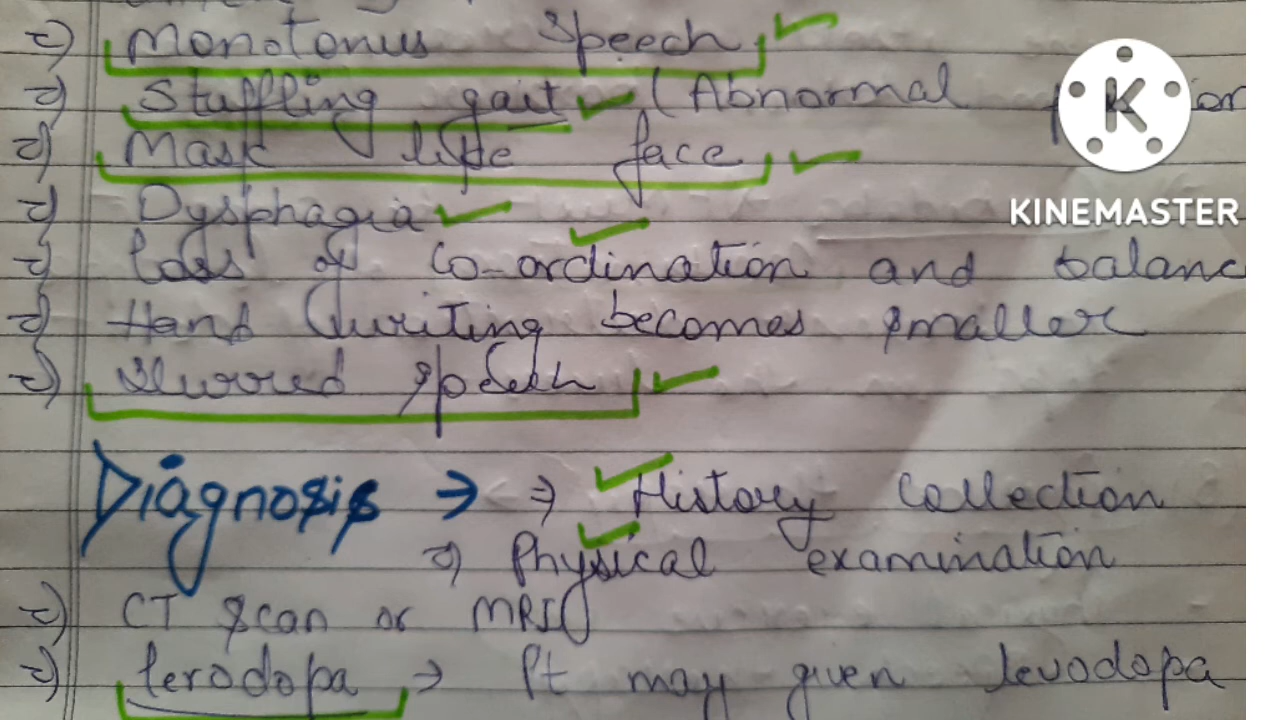 =) Monotonus Speech
=) Stuffling gait (Abnormal
=) Mask like face
=) Dysphagia
=) Loss of co-ordination and balanc
=) Hand writing becomes smaller
=) Slurred speech
Diagnosis → => History collection
=) Physical examination
=) CT scan or MRI
=) lerodopa → Pt may given levodopa
K
KINEMASTER